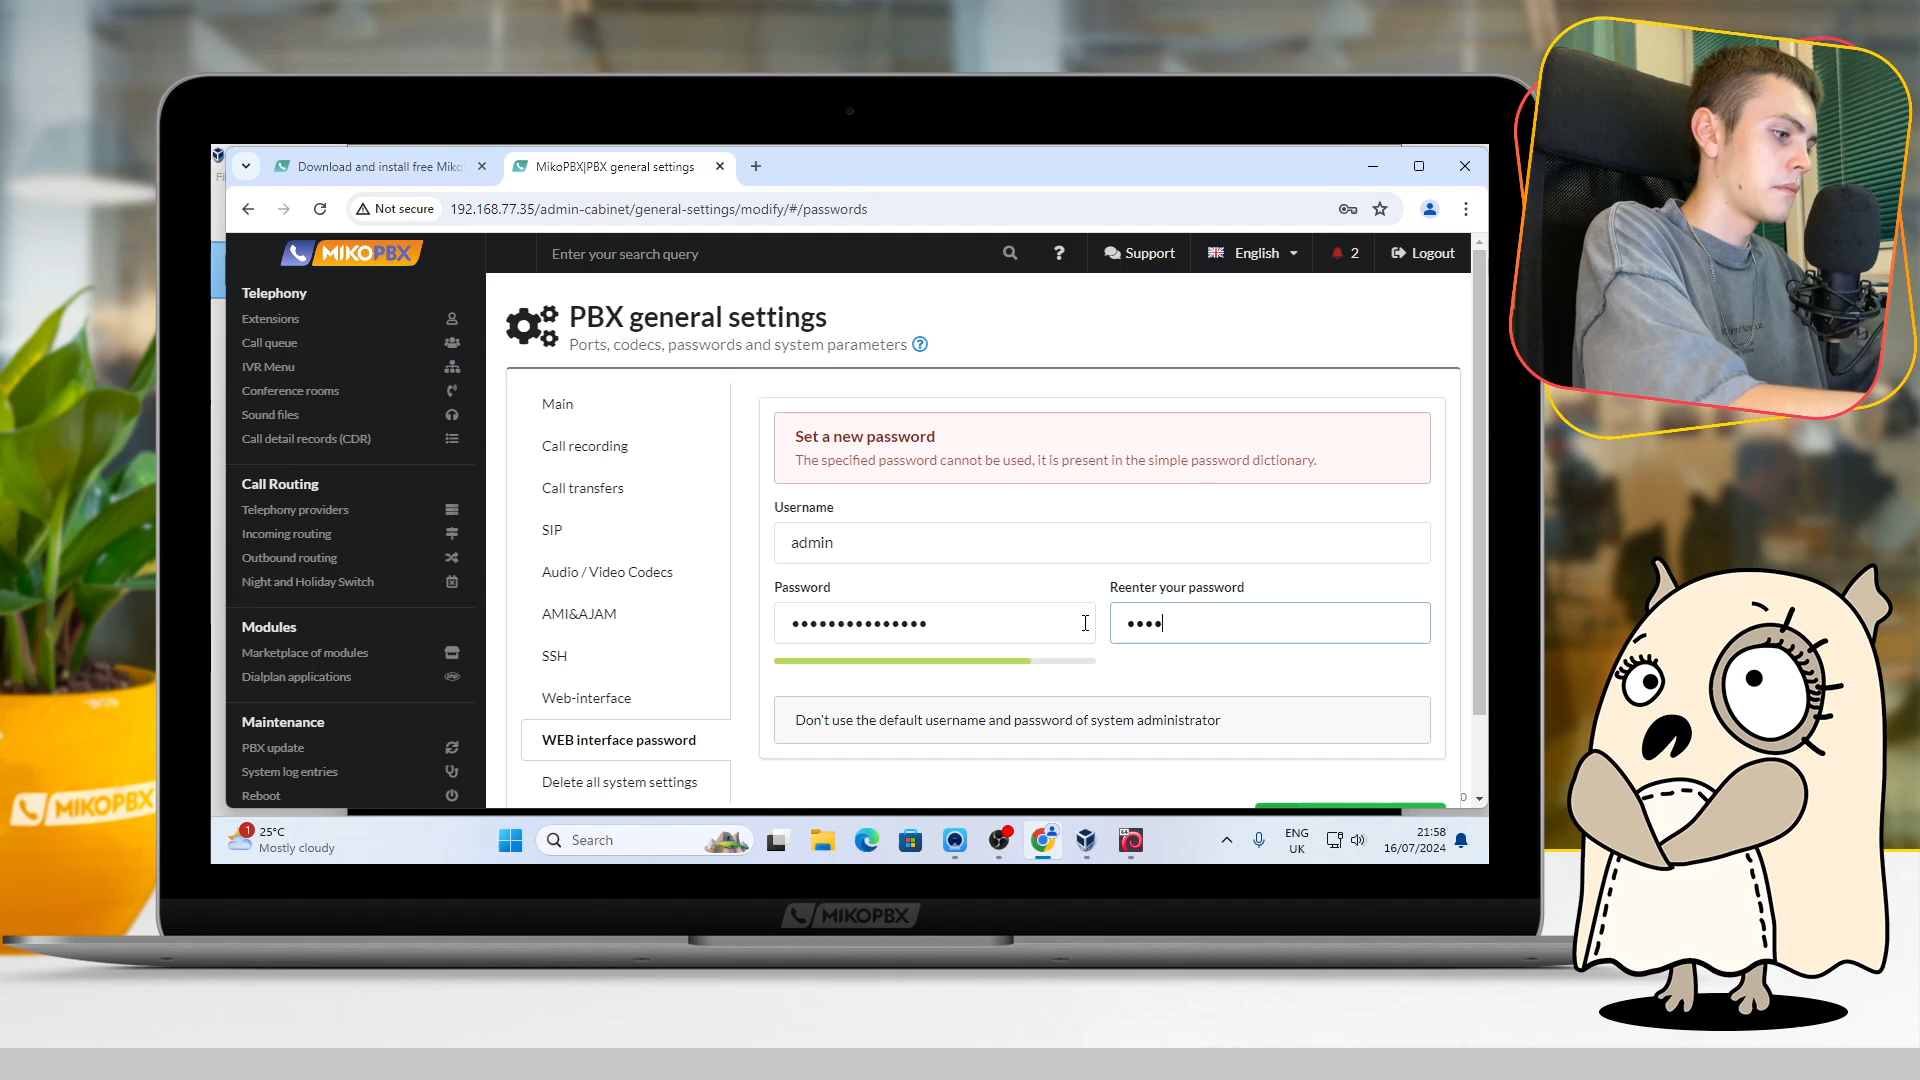 Download and install free Miko
MikoPBX|PBX general settings
Not secure
192.168.77.35/admin-cabinet/general-settings/modify/#/passwords
MIKOPBX
Enter your search query
?
Support
English
2
Logout
Telephony
Extensions
Call queue
IVR Menu
Conference rooms
Sound files
Call detail records (CDR)
Call Routing
Telephony providers
Incoming routing
Outbound routing
Night and Holiday Switch
Modules
Marketplace of modules
Dialplan applications
Maintenance
PBX update
System log entries
Reboot
PBX general settings
Ports, codecs, passwords and system parameters
Main
Call recording
Call transfers
SIP
Audio / Video Codecs
AMI&AJAM
SSH
Web-interface
WEB interface password
Delete all system settings
Set a new password
The specified password cannot be used, it is present in the simple password dictionary.
Username
admin
Password
Reenter your password
Don't use the default username and password of system administrator
1
25°C
Mostly cloudy
Search
ENG
UK
21:58
16/07/2024
MIKOPBX
MIKOPBX